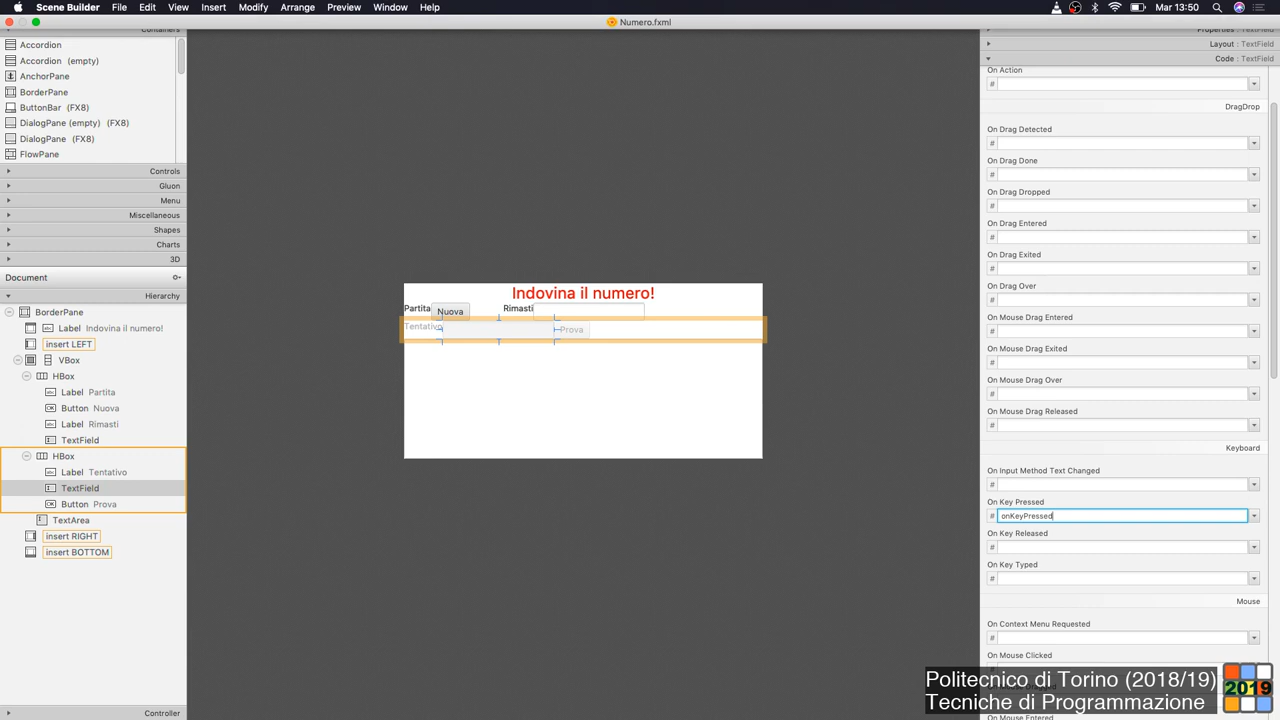 Scene Builder File Edit View Insert Modify Arrange Preview Window Help Mar 13:50
Numero.fxml
Containers
Accordion
Accordion (empty)
AnchorPane
BorderPane
ButtonBar (FX8)
DialogPane (empty) (FX8)
DialogPane (FX8)
FlowPane
Controls
Gluon
Menu
Miscellaneous
Shapes
Charts
3D
Document
Hierarchy
BorderPane
Label Indovina il numero!
insert LEFT
VBox
HBox
Label Partita
Button Nuova
Label Rimasti
TextField
HBox
Label Tentativo
TextField
Button Prova
TextArea
insert RIGHT
insert BOTTOM
Controller
Indovina il numero!
Partita Nuova Rimasti
Tentativo Prova
Properties : TextField
Layout : TextField
Code : TextField
On Action
#
DragDrop
On Drag Detected
#
On Drag Done
#
On Drag Dropped
#
On Drag Entered
#
On Drag Exited
#
On Drag Over
#
On Mouse Drag Entered
#
On Mouse Drag Exited
#
On Mouse Drag Over
#
On Mouse Drag Released
#
Keyboard
On Input Method Text Changed
#
On Key Pressed
# onKeyPressed
On Key Released
#
On Key Typed
#
Mouse
On Context Menu Requested
#
On Mouse Clicked
On Mouse Entered
Politecnico di Torino (2018/19)
Tecniche di Programmazione
2019